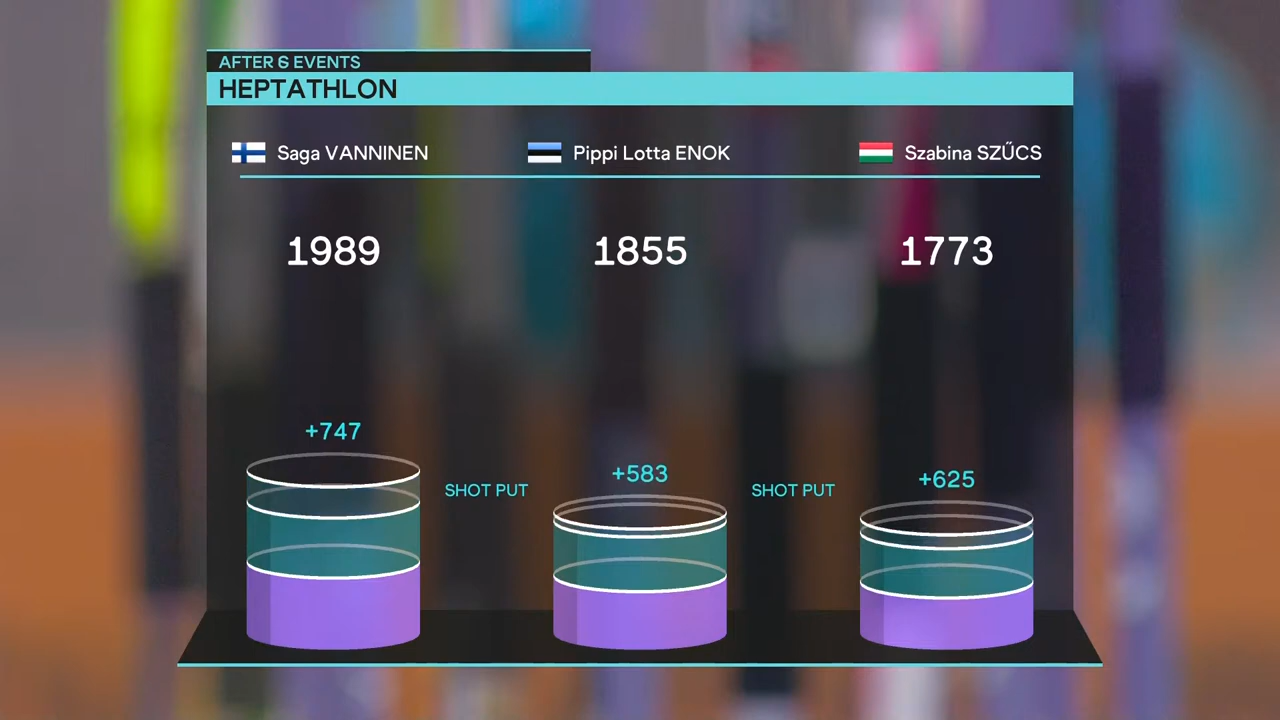 AFTER 6 EVENTS
HEPTATHLON
Saga VANNINEN
Pippi Lotta ENOK
Szabina SZŰCS
1989
1855
1773
+747
SHOT PUT
+583
SHOT PUT
+625